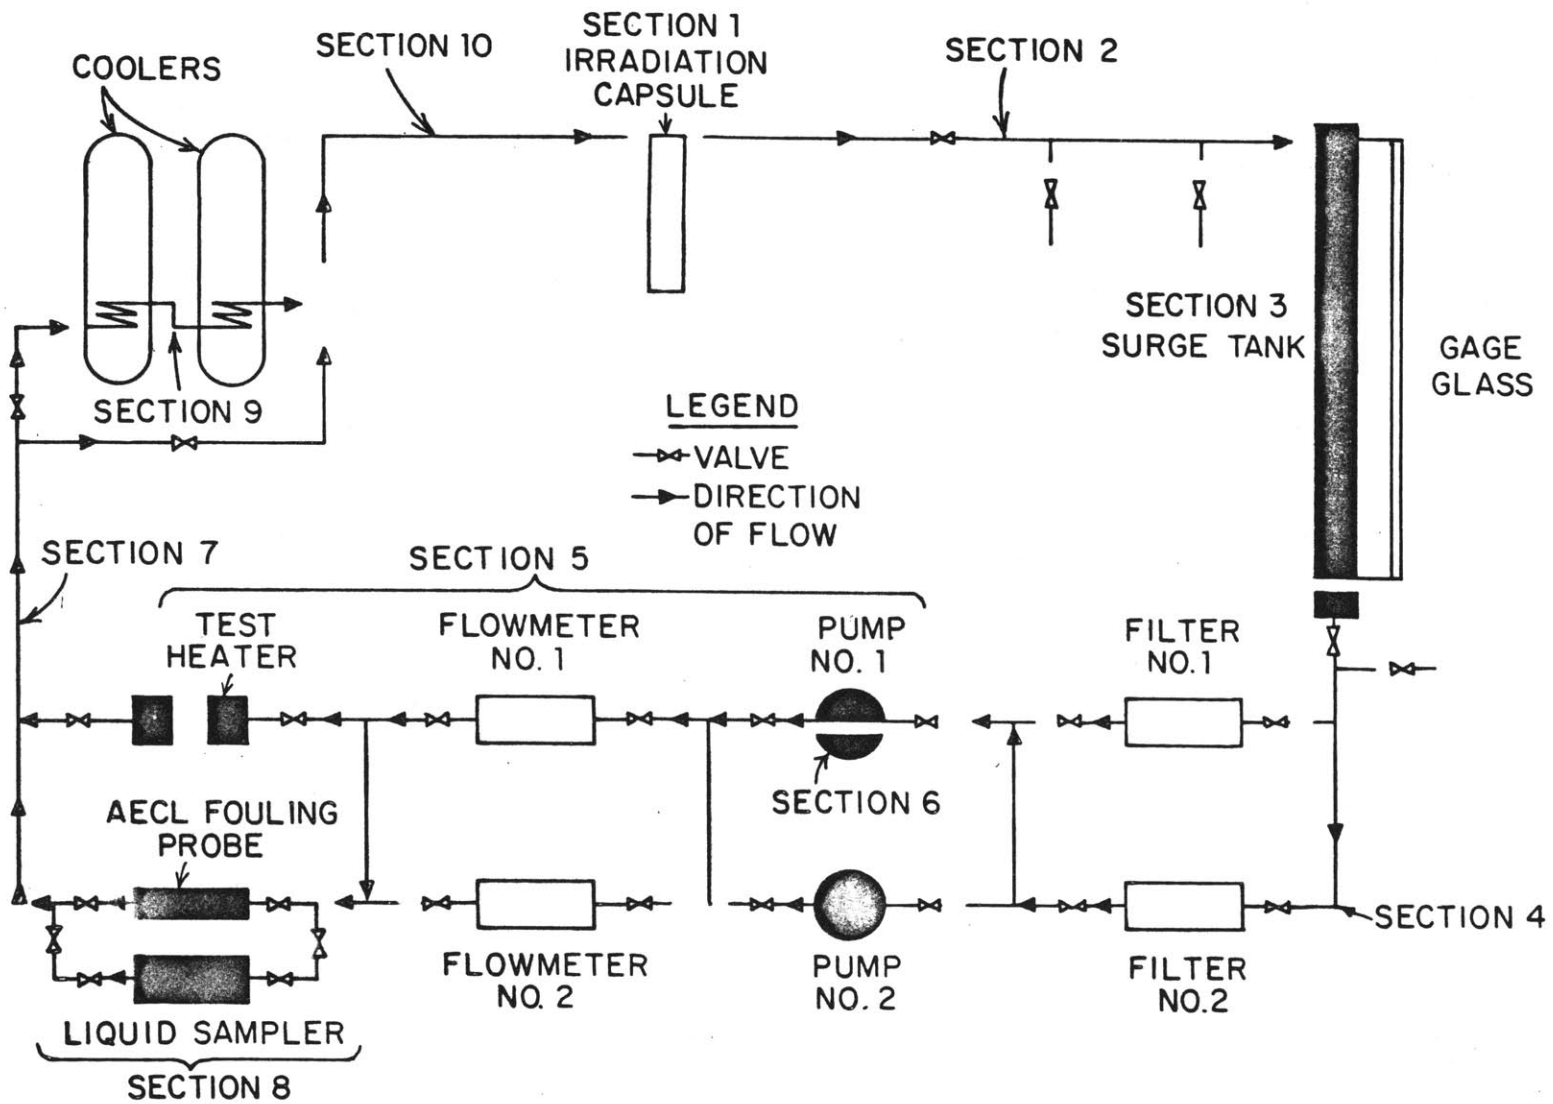 SECTION 10
SECTION 1
IRRADIATION
CAPSULE
SECTION 2
COOLERS
SECTION 3
SURGE TANK
GAGE
GLASS
SECTION 9
LEGEND
VALVE
DIRECTION
OF FLOW
SECTION 7
SECTION 5
TEST
HEATER
FLOWMETER
NO. 1
PUMP
NO. 1
FILTER
NO.1
SECTION 6
AECL FOULING
PROBE
SECTION 4
FLOWMETER
NO. 2
PUMP
NO. 2
FILTER
NO.2
LIQUID SAMPLER
SECTION 8